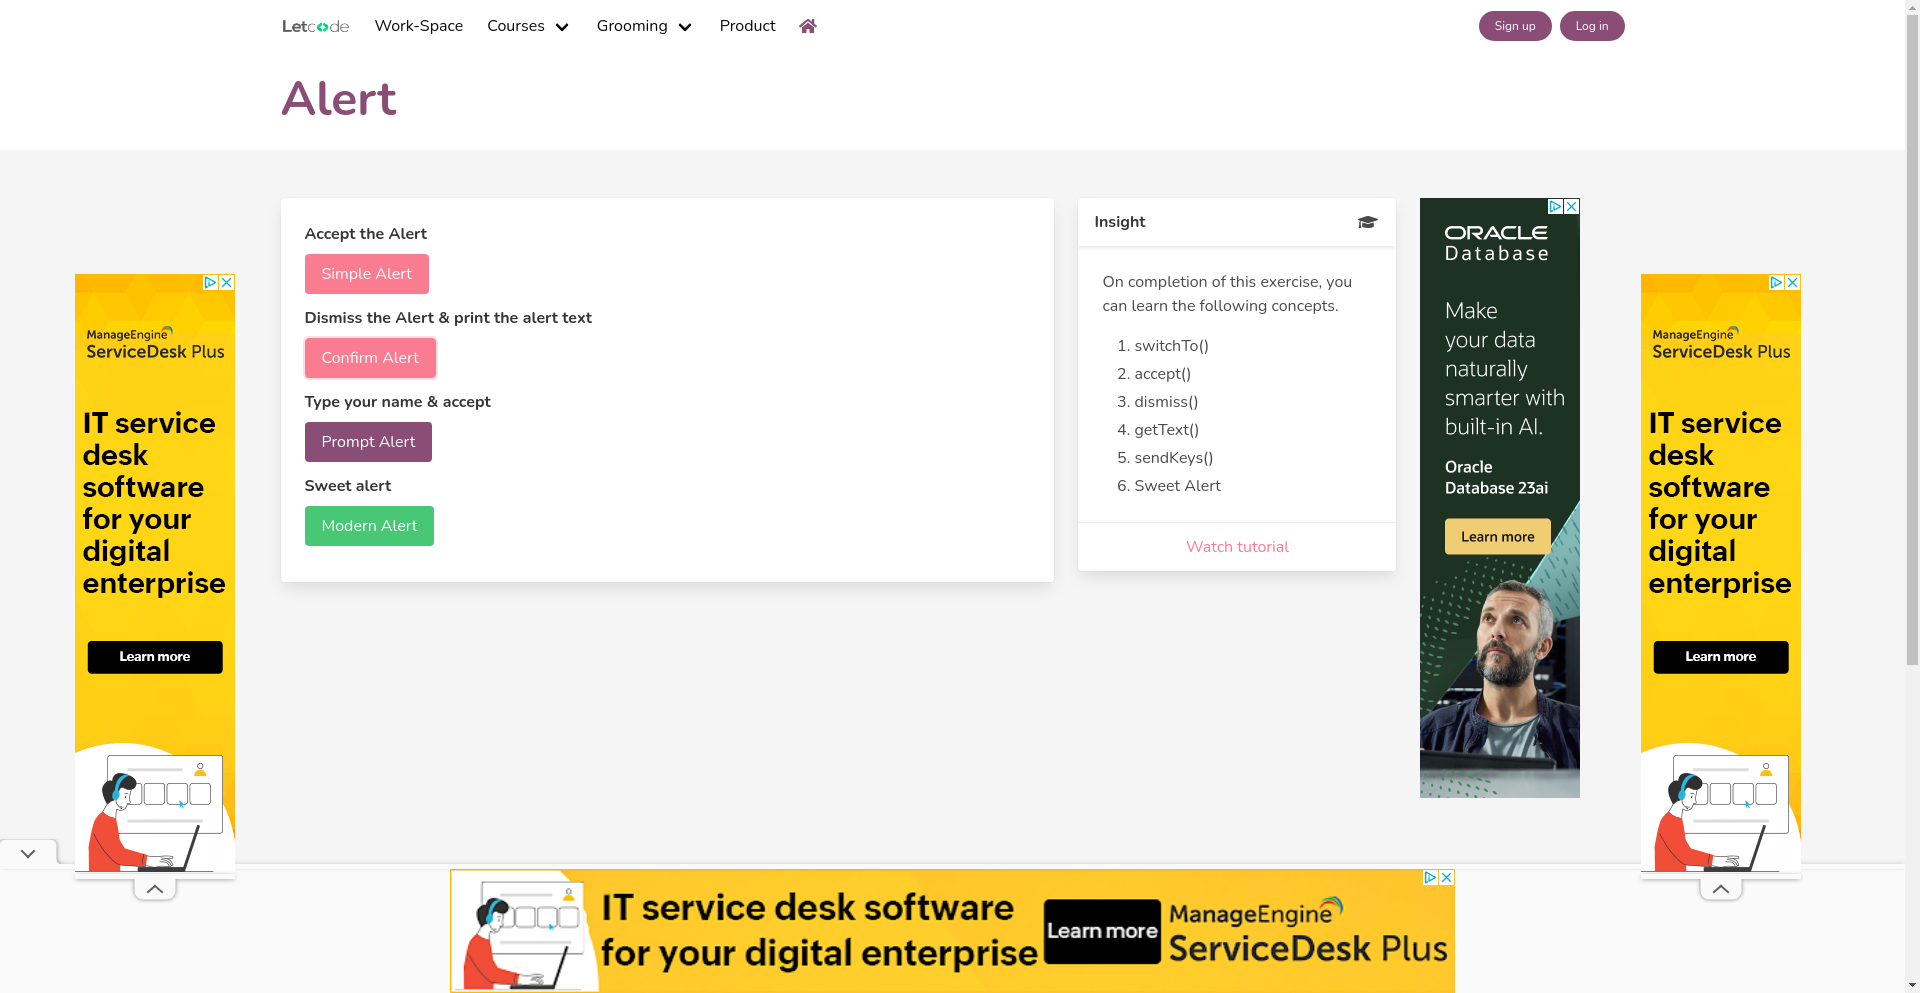 Letcode
Work-Space
Courses
Grooming
Product
Sign up
Log in
Alert
Accept the Alert
Simple Alert
Dismiss the Alert & print the alert text
Confirm Alert
Type your name & accept
Prompt Alert
Sweet alert
Modern Alert
Insight
On completion of this exercise, you
can learn the following concepts.
1. switchTo()
2. accept()
3. dismiss()
4. getText()
5. sendKeys()
6. Sweet Alert
Watch tutorial
ORACLE
Database
Make
your data
naturally
smarter with
built-in AI.
Oracle
Database 23ai
Learn more
ManageEngine
ServiceDesk Plus
IT service
desk
software
for your
digital
enterprise
Learn more
ManageEngine
ServiceDesk Plus
IT service
desk
software
for your
digital
enterprise
Learn more
IT service desk software
for your digital enterprise
Learn more
ManageEngine
ServiceDesk Plus